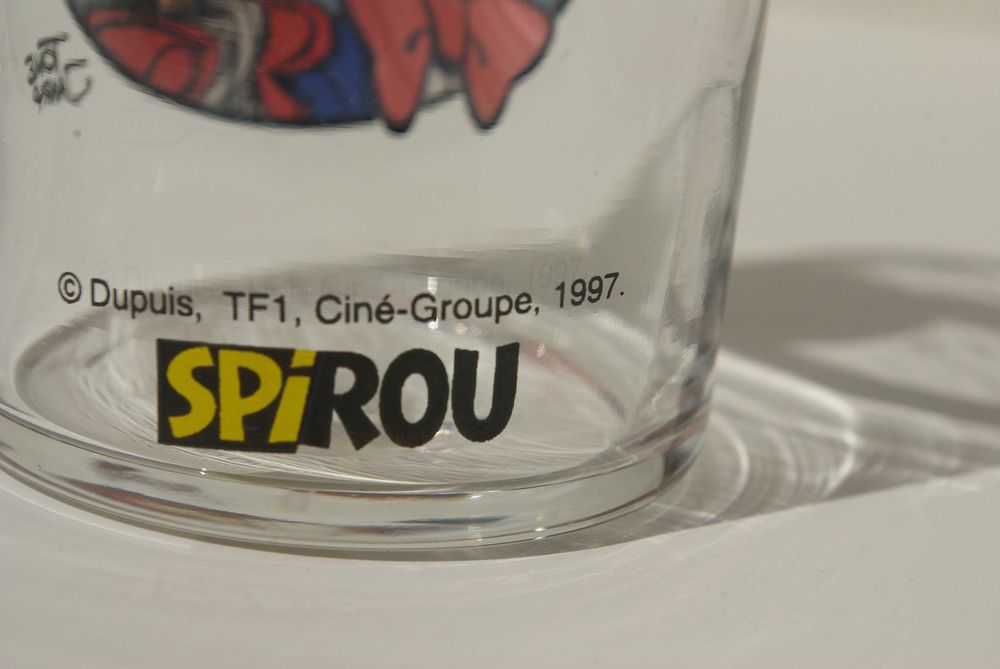 © Dupuis, TF1, Ciné-Groupe, 1997.
SPiROU